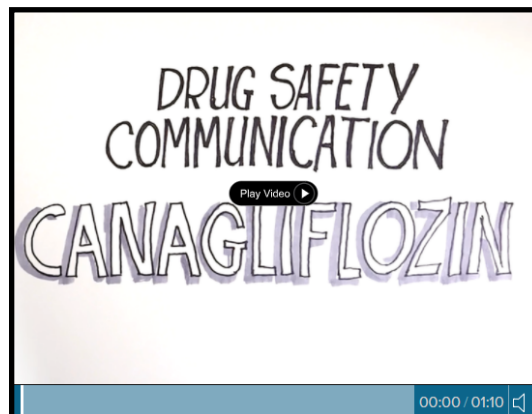 DRUG SAFETY
COMMUNICATION
Play Video
CANAGLIFLOZIN
00:00 / 01:10